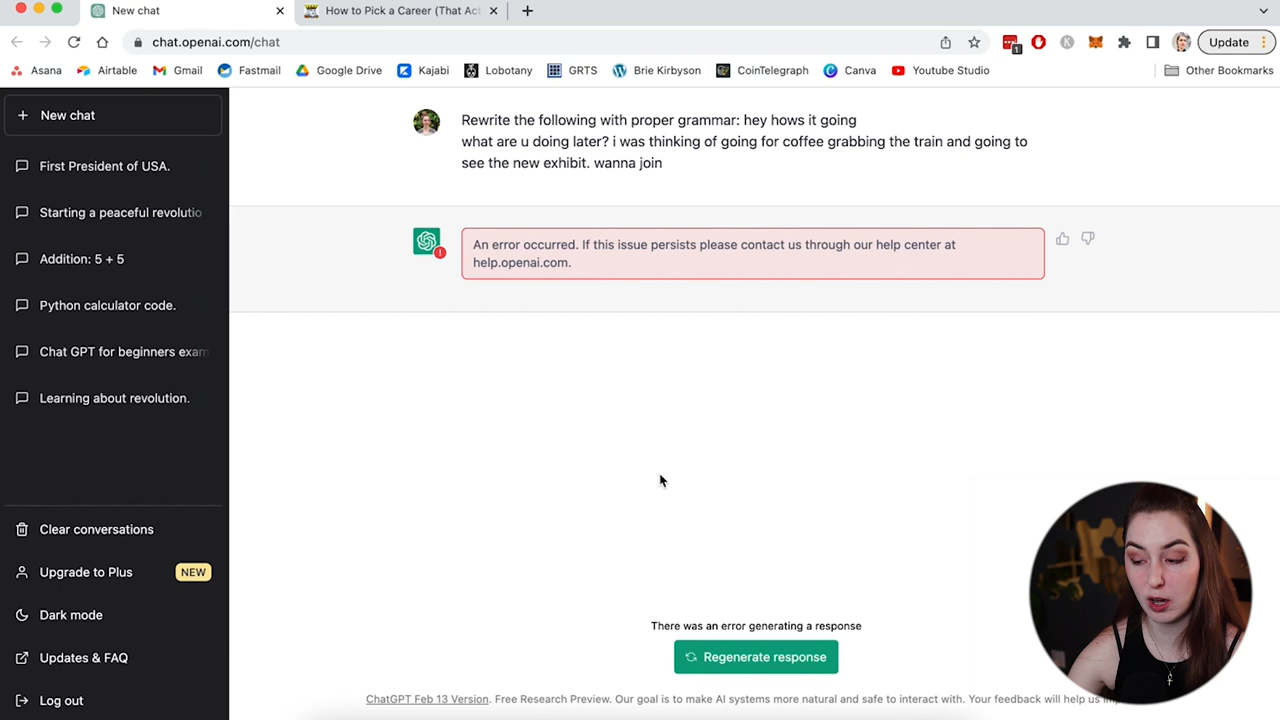 New chat
How to Pick a Career (That Act
chat.openai.com/chat
1
Update
Asana
Airtable
Gmail
Fastmail
Google Drive
Kajabi
Lobotany
GRTS
Brie Kirbyson
CoinTelegraph
Canva
Youtube Studio
Other Bookmarks
New chat
First President of USA.
Starting a peaceful revolutio
Addition: 5 + 5
Python calculator code.
Chat GPT for beginners exam
Learning about revolution.
Clear conversations
Upgrade to Plus NEW
Dark mode
Updates & FAQ
Log out
Rewrite the following with proper grammar: hey hows it going
what are u doing later? i was thinking of going for coffee grabbing the train and going to
see the new exhibit. wanna join
An error occurred. If this issue persists please contact us through our help center at
help.openai.com.
There was an error generating a response
Regenerate response
ChatGPT Feb 13 Version. Free Research Preview. Our goal is to make AI systems more natural and safe to interact with. Your feedback will help us